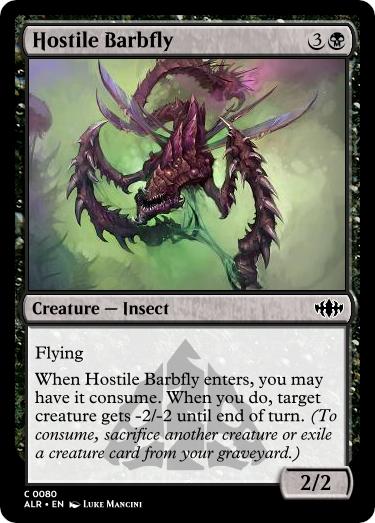 Hostile Barbfly 3
Creature — Insect
Flying
When Hostile Barbfly enters, you may
have it consume. When you do, target
creature gets -2/-2 until end of turn. (To
consume, sacrifice another creature or exile
a creature card from your graveyard.)
2/2
C 0080
ALR • EN Luke Mancini